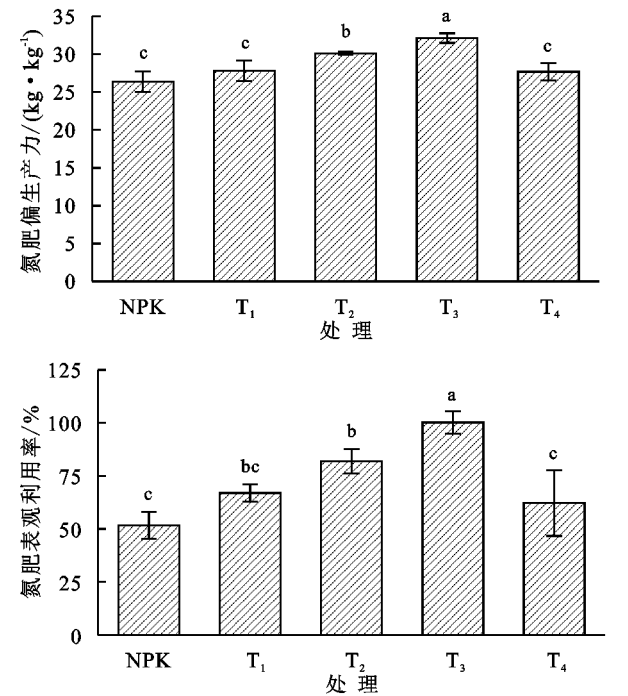 氮肥偏生产力/(kg·kg⁻¹)
35
30
25
20
15
10
5
0
c
c
b
a
c
NPK T₁ T₂ T₃ T₄
处 理
氮肥表观利用率/%
125
100
75
50
25
0
c
bc
b
a
c
NPK T₁ T₂ T₃ T₄
处 理